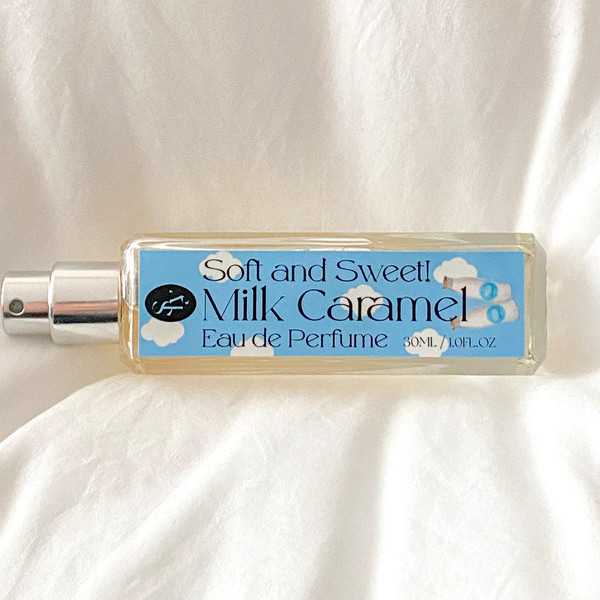 Soft and Sweet!
Milk Caramel
Eau de Perfume 30ML / 1.0FL.OZ